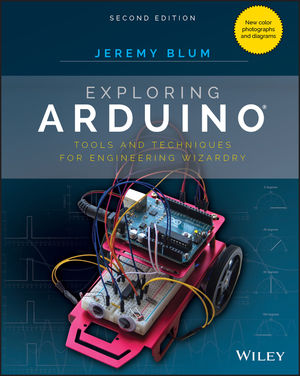 SECOND EDITION
New color
photographs
and diagrams
JEREMY BLUM
EXPLORING
ARDUINO®
TOOLS AND TECHNIQUES
FOR ENGINEERING WIZARDRY
WILEY